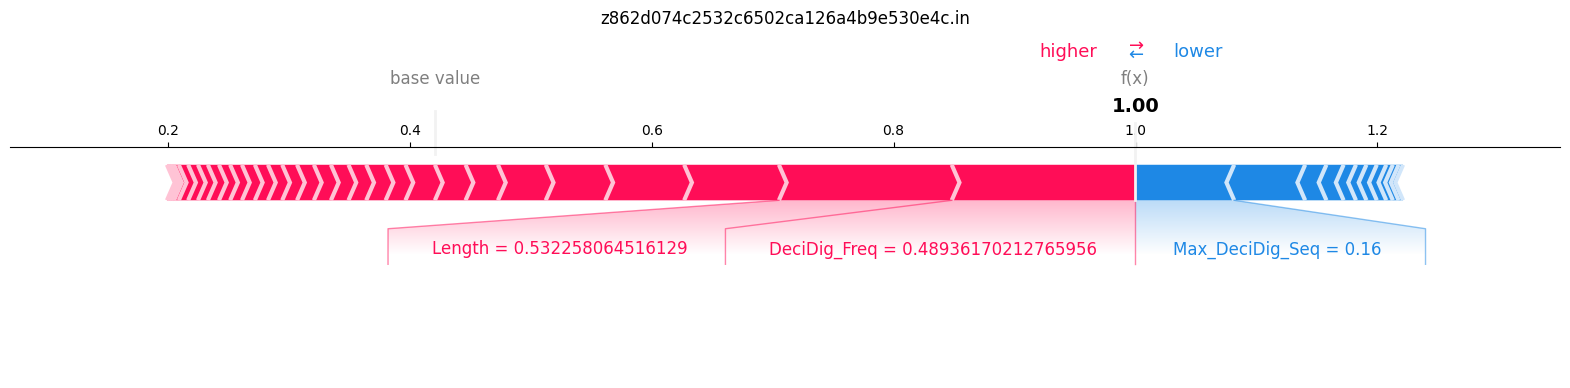 z862d074c2532c6502ca126a4b9e530e4c.in
higher ⇄ lower
base value f(x)
1.00
0.2 0.4 0.6 0.8 1.0 1.2
Length = 0.532258064516129 DeciDig_Freq = 0.48936170212765956 Max_DeciDig_Seq = 0.16